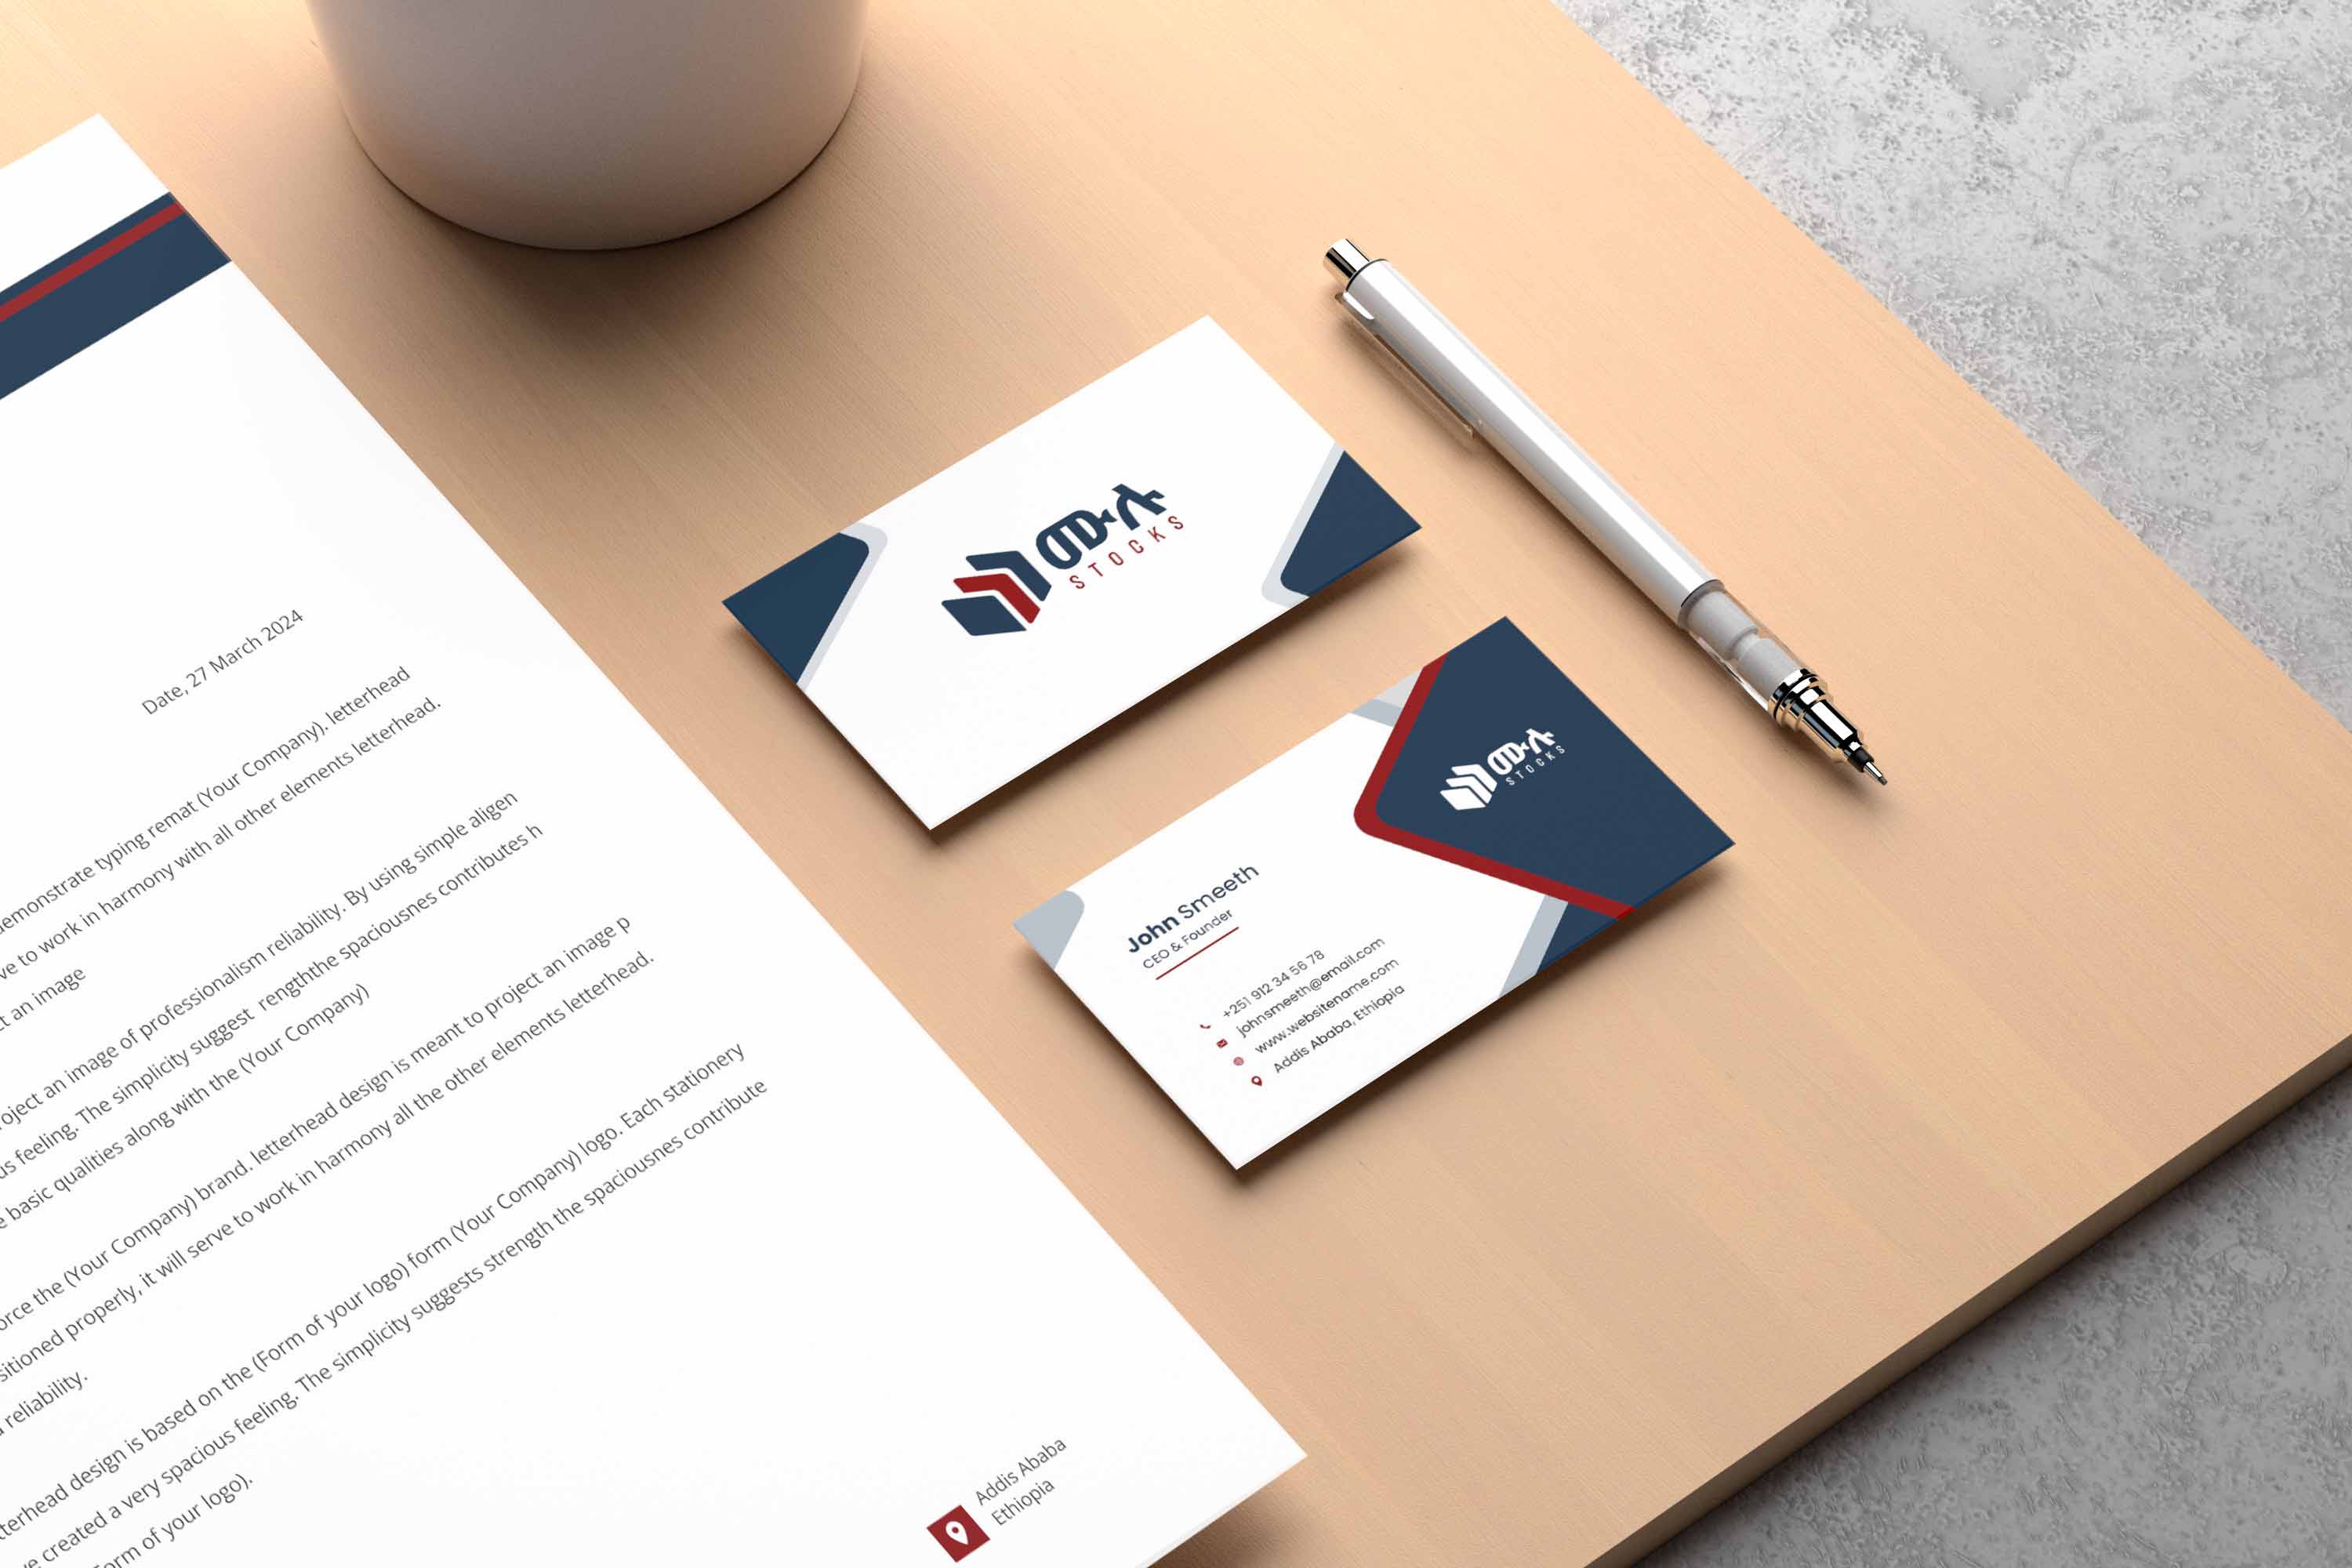 Date, 27 March 2024
emonstrate typing remat (Your Company). letterhead
ve to work in harmony with all other elements letterhead.
ct an image
roject an image of professionalism reliability. By using simple aligen
us feeling. The simplicity suggest rengththe spaciousnes contributes h
e basic qualities along with the (Your Company)
orce the (Your Company) brand. letterhead design is meant to project an image p
sitioned properly, it will serve to work in harmony all the other elements letterhead.
reliability.
tterhead design is based on the (Form of your logo) form (Your Company) logo. Each stationery
ve created a very spacious feeling. The simplicity suggests strength the spaciousnes contribute
Form of your logo).
Addis Ababa
Ethiopia
STOCKS
STOCKS
John Smeeth
CEO & Founder
+251 912 34 56 78
johnsmeeth@email.com
www.websitename.com
Addis Ababa, Ethiopia